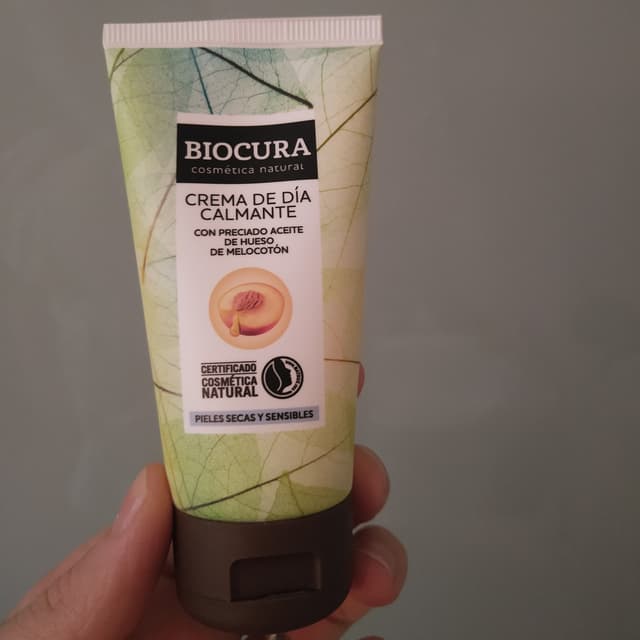 BIOCURA
cosmética natural
CREMA DE DÍA
CALMANTE
CON PRECIADO ACEITE
DE HUESO
DE MELOCOTÓN
CERTIFICADO
COSMÉTICA
NATURAL
PIELES SECAS Y SENSIBLES